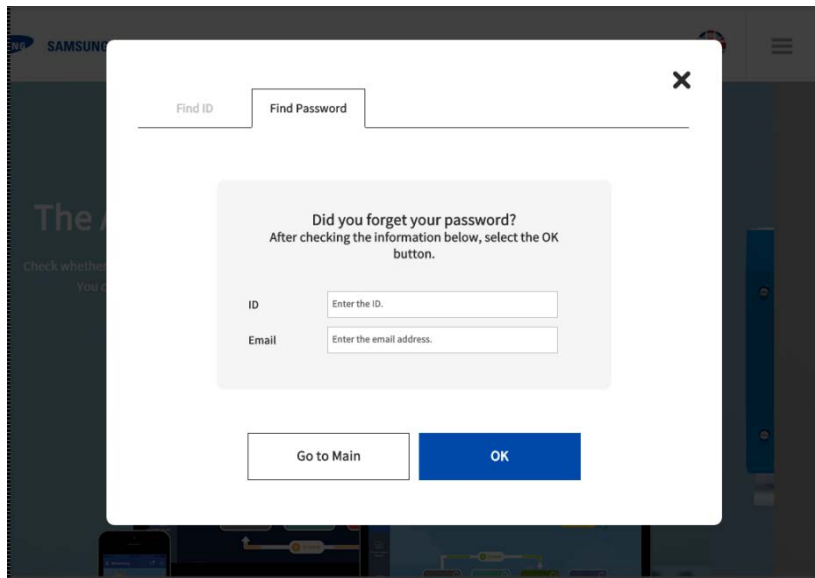 SAMSUNG
Find ID
Find Password
The
Check whether
You
Did you forget your password?
After checking the information below, select the OK
button.
ID
Enter the ID.
Email
Enter the email address.
Go to Main
OK